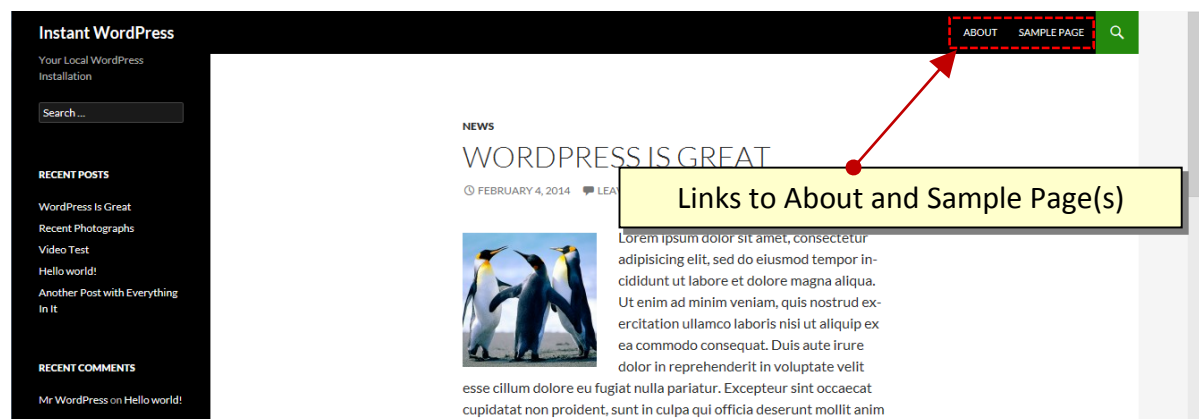 Instant WordPress
Your Local WordPress
Installation
Search ...
RECENT POSTS
WordPress Is Great
Recent Photographs
Video Test
Hello world!
Another Post with Everything
In It
RECENT COMMENTS
Mr WordPress on Hello world!
ABOUT SAMPLE PAGE
NEWS
WORDPRESS IS GREAT
FEBRUARY 4, 2014
Links to About and Sample Page(s)
Lorem ipsum dolor sit amet, consectetur
adipisicing elit, sed do eiusmod tempor in-
cididunt ut labore et dolore magna aliqua.
Ut enim ad minim veniam, quis nostrud ex-
ercitation ullamco laboris nisi ut aliquip ex
ea commodo consequat. Duis aute irure
dolor in reprehenderit in voluptate velit
esse cillum dolore eu fugiat nulla pariatur. Excepteur sint occaecat
cupidatat non proident, sunt in culpa qui officia deserunt mollit anim